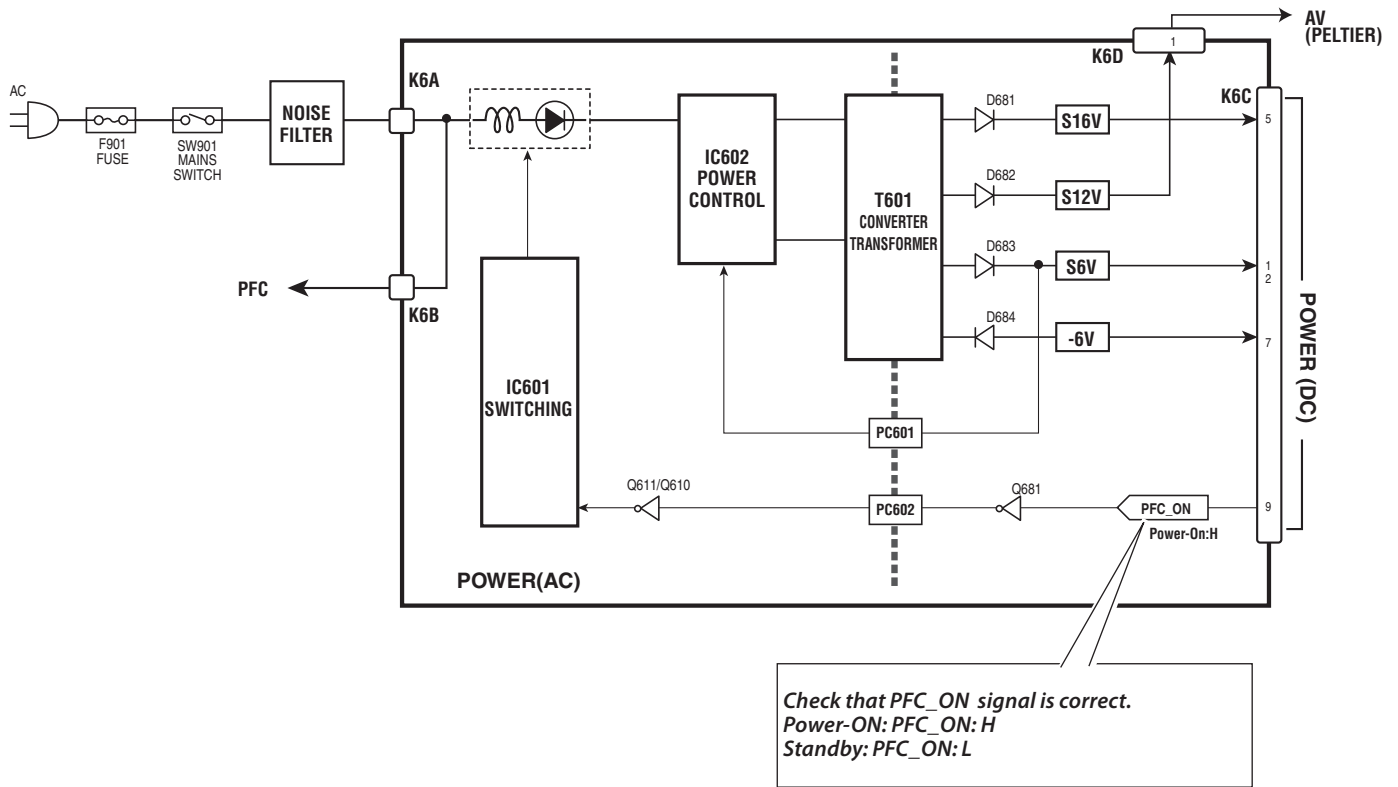 AC
F901
FUSE
SW901
MAINS
SWITCH
NOISE
FILTER
K6A
K6B
PFC
IC601
SWITCHING
IC602
POWER
CONTROL
T601
CONVERTER
TRANSFORMER
D681
S16V
D682
S12V
D683
S6V
D684
-6V
K6D
1
AV
(PELTIER)
K6C
5
1
2
7
9
POWER (DC)
PC601
PC602
Q611/Q610
Q681
PFC_ON
Power-On:H
POWER(AC)
Check that PFC_ON signal is correct.
Power-ON: PFC_ON: H
Standby: PFC_ON: L